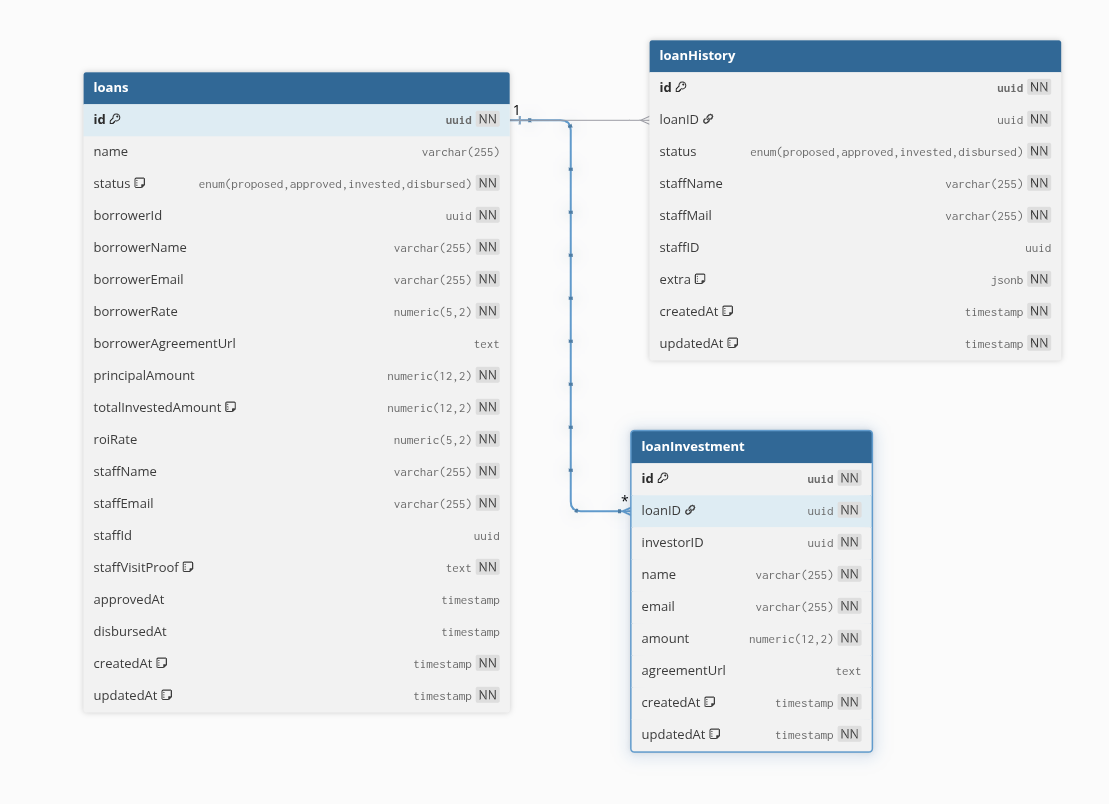 loans
id uuid NN
name varchar(255)
status enum(proposed,approved,invested,disbursed) NN
borrowerId uuid NN
borrowerName varchar(255) NN
borrowerEmail varchar(255) NN
borrowerRate numeric(5,2) NN
borrowerAgreementUrl text
principalAmount numeric(12,2) NN
totalInvestedAmount numeric(12,2) NN
roiRate numeric(5,2) NN
staffName varchar(255) NN
staffEmail varchar(255) NN
staffId uuid
staffVisitProof text NN
approvedAt timestamp
disbursedAt timestamp
createdAt timestamp NN
updatedAt timestamp NN
1
loanHistory
id uuid NN
loanID uuid NN
status enum(proposed,approved,invested,disbursed) NN
staffName varchar(255) NN
staffMail varchar(255) NN
staffID uuid
extra jsonb NN
createdAt timestamp NN
updatedAt timestamp NN
*
loanInvestment
id uuid NN
loanID uuid NN
investorID uuid NN
name varchar(255) NN
email varchar(255) NN
amount numeric(12,2) NN
agreementUrl text
createdAt timestamp NN
updatedAt timestamp NN